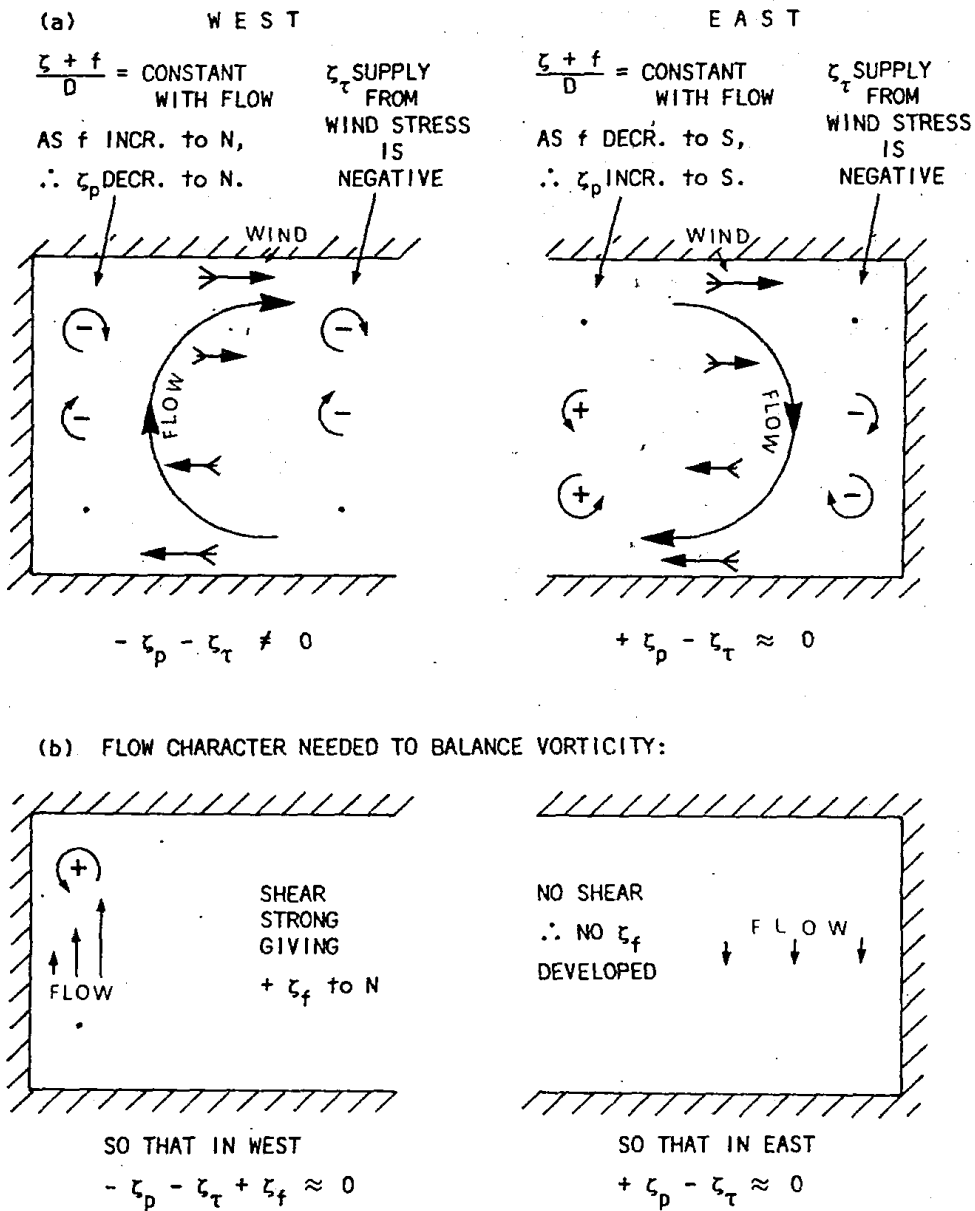 (a) WEST
EAST
ζ + f / D = CONSTANT
WITH FLOW
AS f INCR. to N,
∴ ζp DECR. to N.
ζτ SUPPLY
FROM
WIND STRESS
IS
NEGATIVE
ζ + f / D = CONSTANT
WITH FLOW
AS f DECR. to S,
∴ ζp INCR. to S.
ζτ SUPPLY
FROM
WIND STRESS
IS
NEGATIVE
WIND
FLOW
−
−
−
−
WIND
FLOW
+
+
−
−
− ζp − ζτ ≠ 0
+ ζp − ζτ ≈ 0
(b) FLOW CHARACTER NEEDED TO BALANCE VORTICITY:
+
FLOW
SHEAR
STRONG
GIVING
+ ζf to N
NO SHEAR
∴ NO ζf
DEVELOPED
FLOW
SO THAT IN WEST
− ζp − ζτ + ζf ≈ 0
SO THAT IN EAST
+ ζp − ζτ ≈ 0